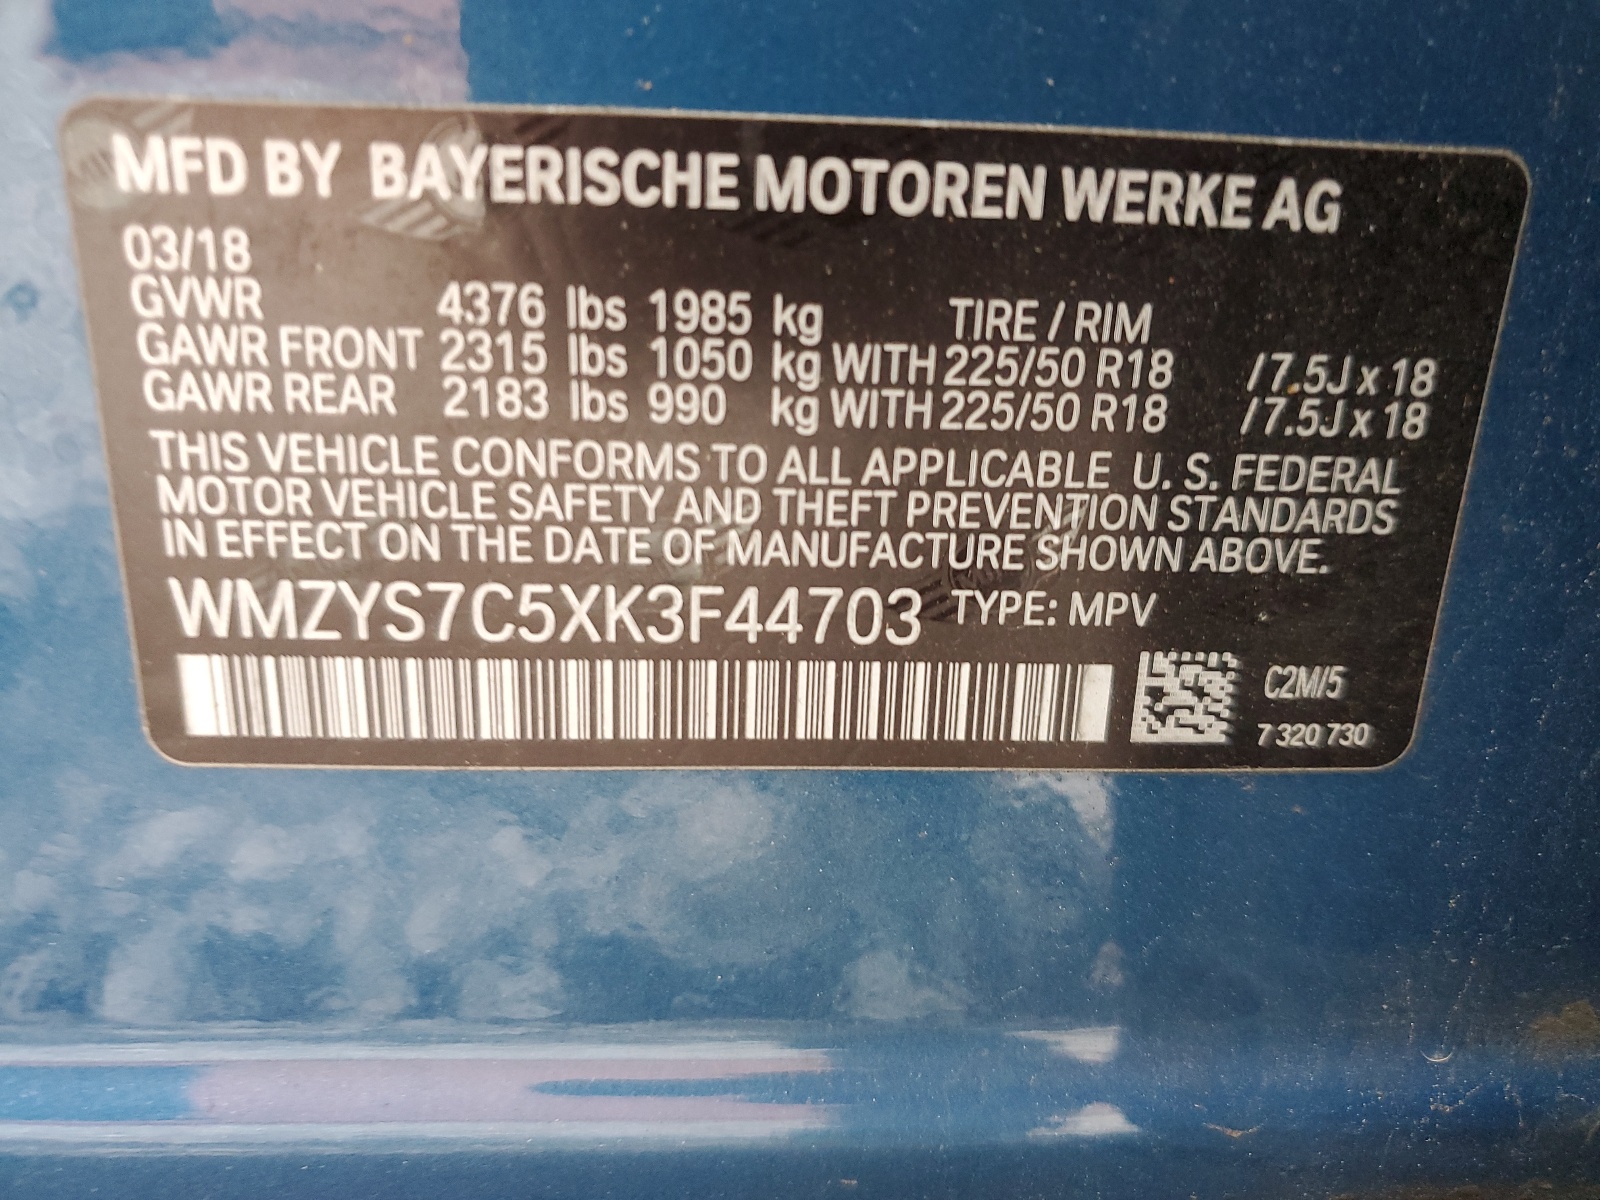 MFD BY BAYERISCHE MOTOREN WERKE AG
03/18
GVWR 4376 lbs 1985 kg TIRE / RIM
GAWR FRONT 2315 lbs 1050 kg WITH 225/50 R18 / 7.5J x 18
GAWR REAR 2183 lbs 990 kg WITH 225/50 R18 / 7.5J x 18
THIS VEHICLE CONFORMS TO ALL APPLICABLE U. S. FEDERAL
MOTOR VEHICLE SAFETY AND THEFT PREVENTION STANDARDS
IN EFFECT ON THE DATE OF MANUFACTURE SHOWN ABOVE.
WMZYS7C5XK3F44703 TYPE: MPV
C2M/5
7 320 730